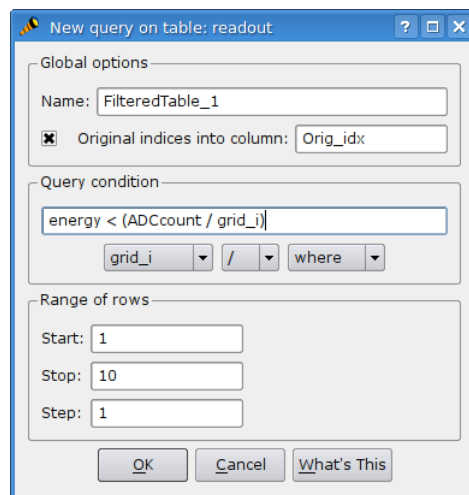 New query on table: readout
Global options
Name: FilteredTable_1
Original indices into column: Orig_idx
Query condition
energy < (ADCcount / grid_i)
grid_i / where
Range of rows
Start: 1
Stop: 10
Step: 1
OK Cancel What's This